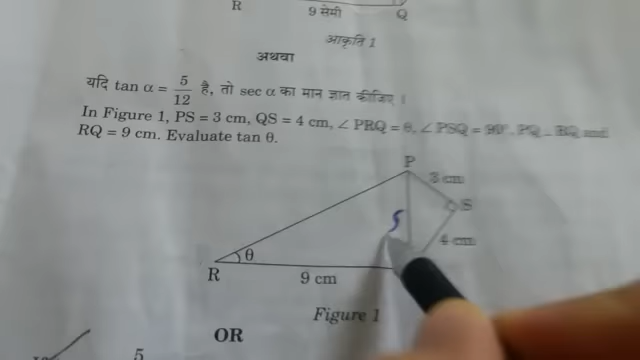 R 9 सेमी Q
आकृति 1
अथवा
यदि tan α = 5/12 है, तो sec α का मान ज्ञात कीजिए ।
In Figure 1, PS = 3 cm, QS = 4 cm, ∠ PRQ = θ, ∠ PSQ = 90°, PQ ⊥ RQ and
RQ = 9 cm. Evaluate tan θ.
P
3 cm
S
5
4 cm
θ
R
9 cm
Figure 1
OR
5